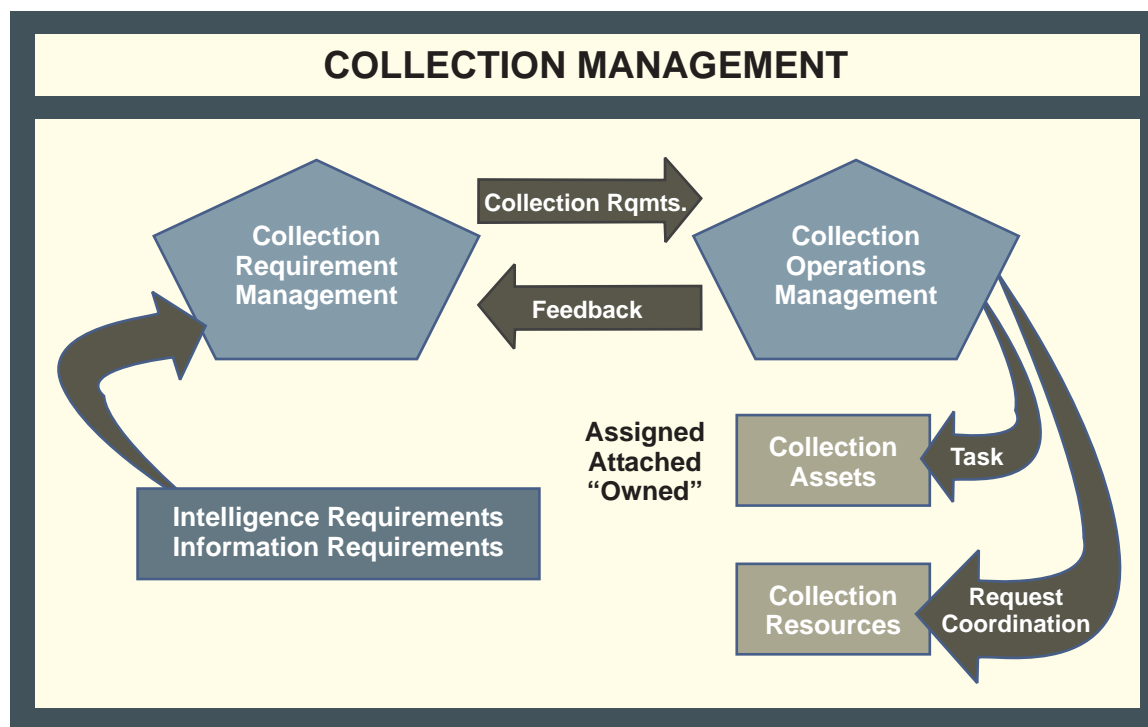 COLLECTION MANAGEMENT
Collection
Requirement
Management
Collection Rqmts.
Feedback
Collection
Operations
Management
Intelligence Requirements
Information Requirements
Assigned
Attached
“Owned”
Collection
Assets
Task
Collection
Resources
Request
Coordination